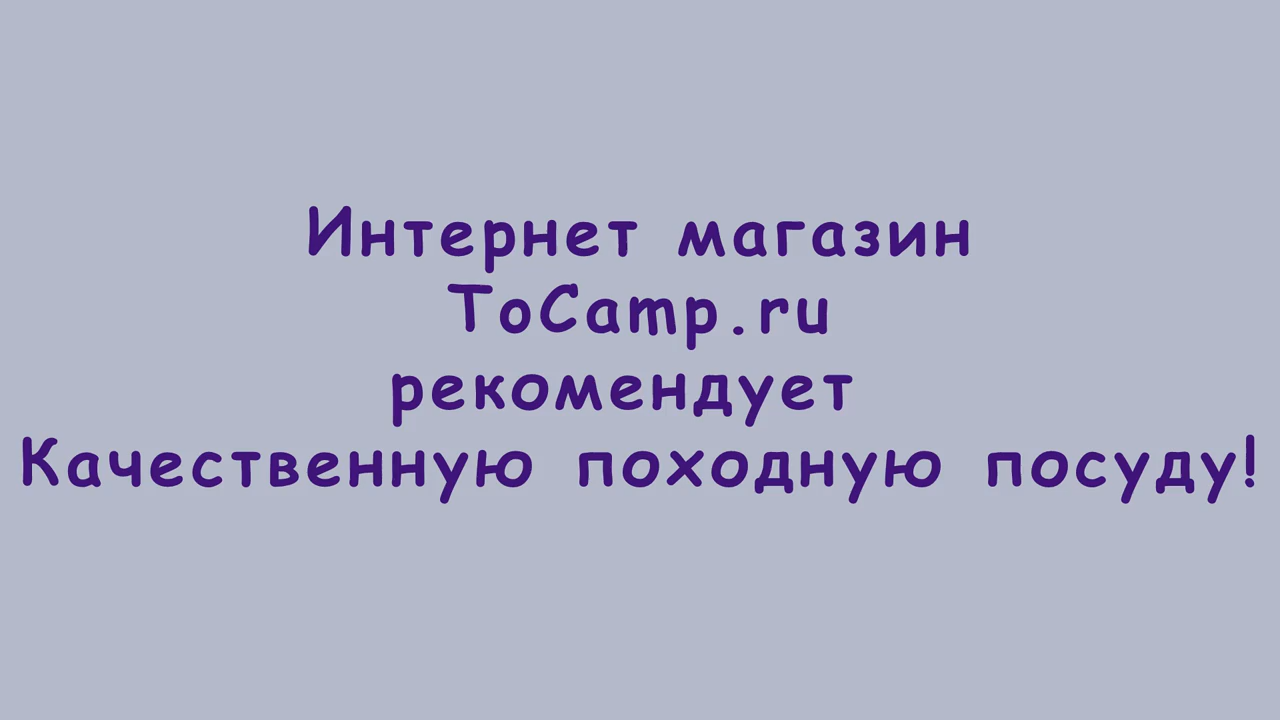 Интернет магазин
ToCamp.ru
рекомендует
Качественную походную посуду!